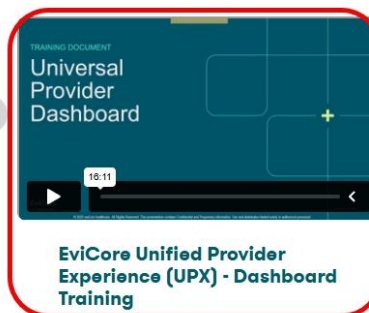 TRAINING DOCUMENT
Universal
Provider
Dashboard
16:11
EviCore Unified Provider
Experience (UPX) - Dashboard
Training